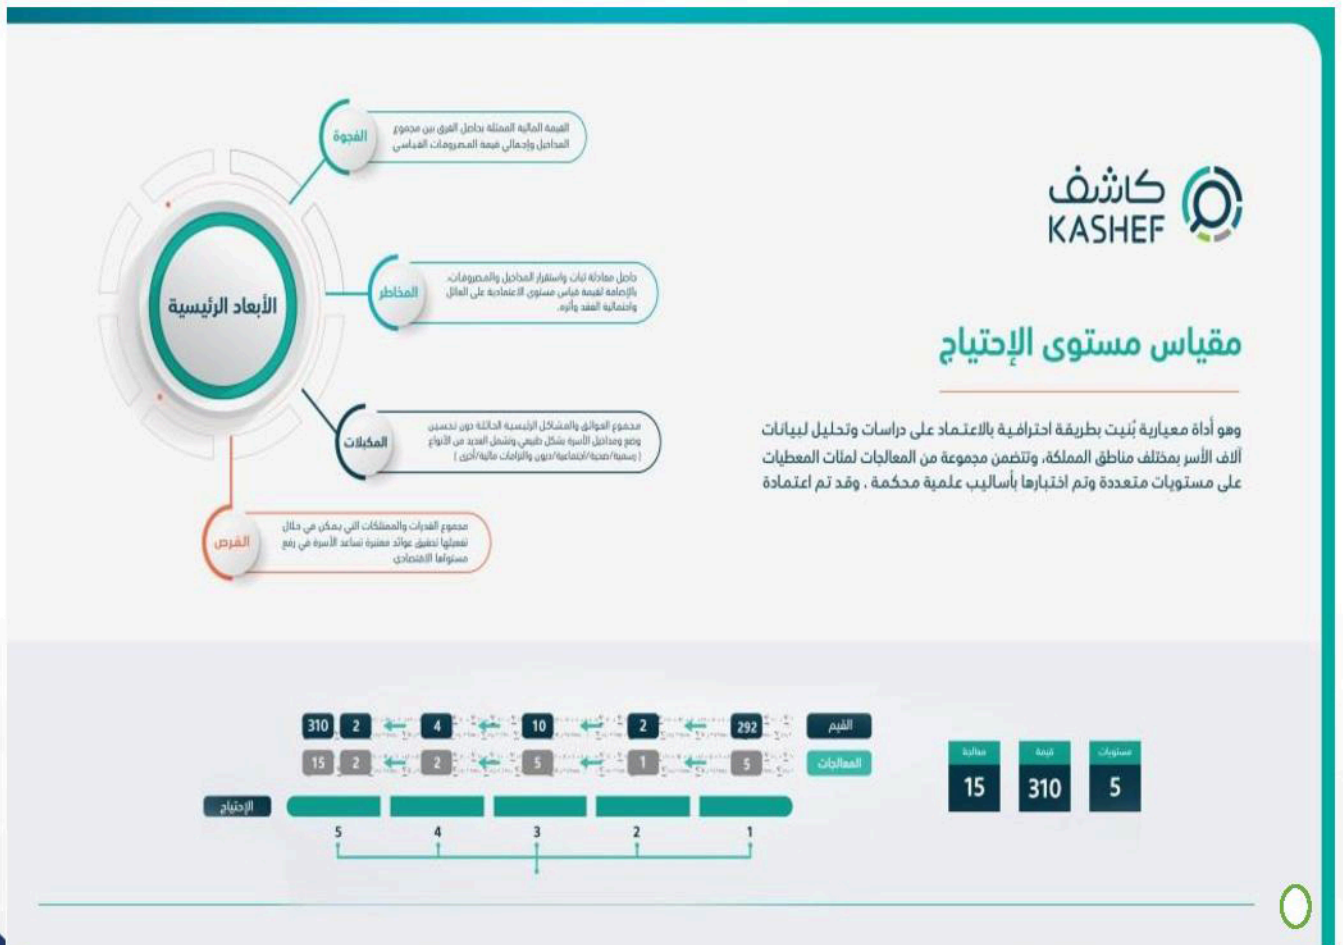 كاشف
KASHEF
مقياس مستوى الإحتياج
وهو أداة معيارية بُنيت بطريقة احترافية بالاعتماد على دراسات وتحليل لبيانات
آلاف الأسر بمختلف مناطق المملكة، وتتضمن مجموعة من المعالجات لمئات المعطيات
على مستويات متعددة وتم اختبارها بأساليب علمية محكمة . وقد تم اعتمادة
الأبعاد الرئيسية
الفجوة
القيمة المالية الممثلة بحاصل الفرق بين مجموع
المداخيل وإجمالي قيمة المصروفات القياسي
المخاطر
حاصل معادلة ثبات واستقرار المداخيل والمصروفات،
بالإضافة لقيمة قياس مستوى الاعتمادية على العائل
واحتمالية الفقد وأثره.
المكبلات
مجموع العوائق والمشاكل الرئيسية الحائلة دون تحسين
وضع ومداخيل الأسرة بشكل طبيعي وتشمل العديد من الأنواع
( رسمية/صحية/اجتماعية/ديون والتزامات مالية/أخرى )
الفرص
مجموع القدرات والممتلكات التي يمكن من خلال
تفعيلها تحقيق عوائد معتبرة تساعد الأسرة في رفع
مستواها الاقتصادي
مستويات قيمة معالجة
5 310 15
القيم 292 2 10 4 2 310
المعالجات 5 1 5 2 2 15
الإحتياج
1 2 3 4 5